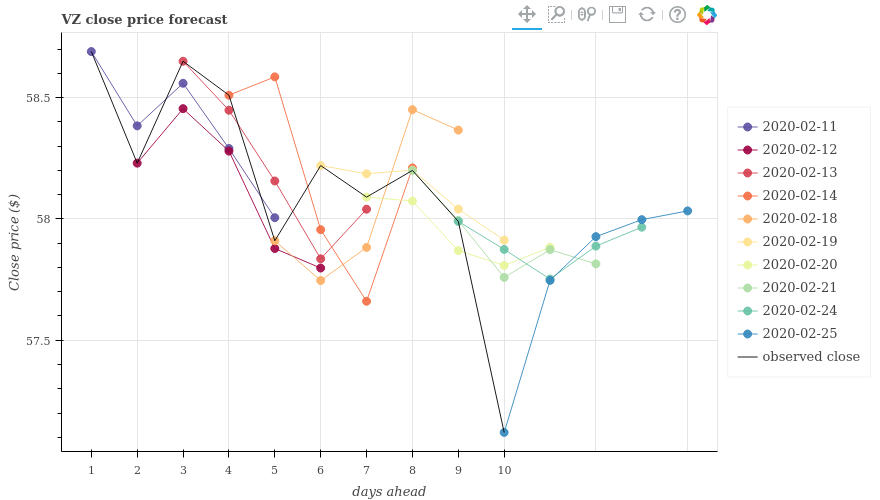 VZ close price forecast
58.5
58
57.5
Close price ($)
1 2 3 4 5 6 7 8 9 10
days ahead
2020-02-11
2020-02-12
2020-02-13
2020-02-14
2020-02-18
2020-02-19
2020-02-20
2020-02-21
2020-02-24
2020-02-25
observed close